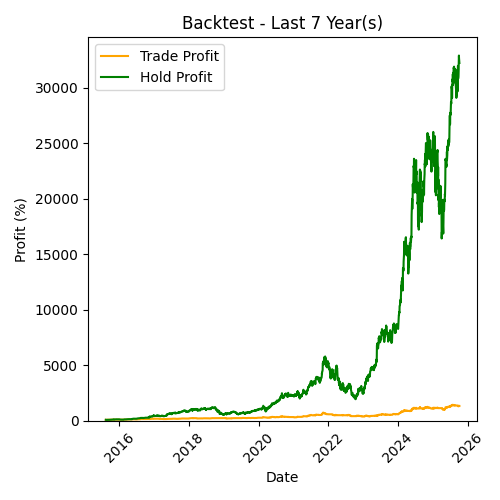 Backtest - Last 7 Year(s)
Trade Profit
Hold Profit
Profit (%)
30000
25000
20000
15000
10000
5000
0
2016
2018
2020
2022
2024
2026
Date